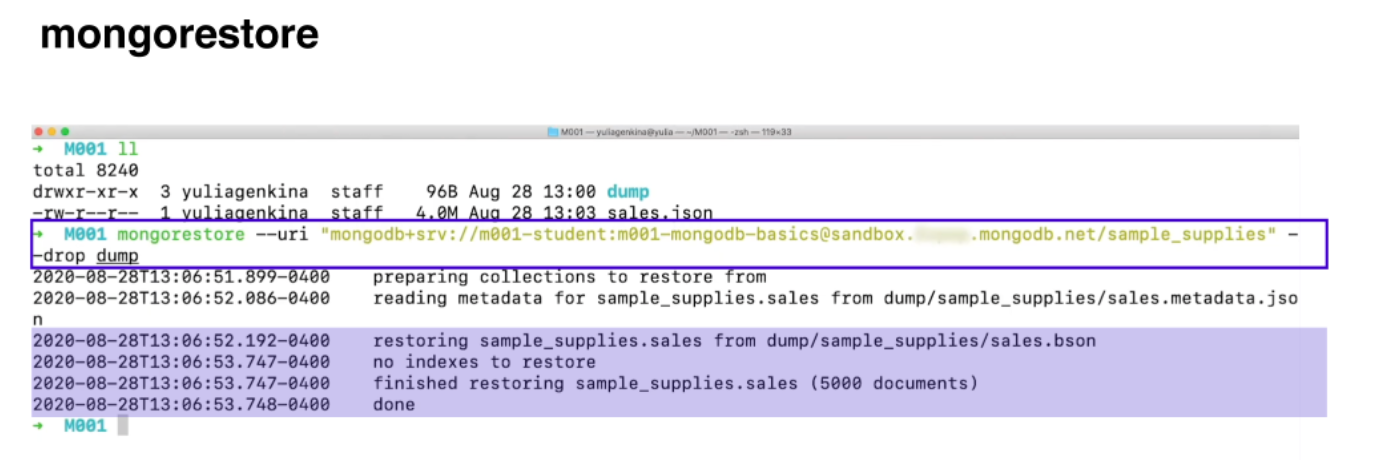 mongorestore
M001 — yuliagenkina@yulia — ~/M001 — -zsh — 119×33
→ M001 ll
total 8240
drwxr-xr-x 3 yuliagenkina staff 96B Aug 28 13:00 dump
-rw-r--r-- 1 yuliagenkina staff 4.0M Aug 28 13:03 sales.json
→ M001 mongorestore --uri "mongodb+srv://m001-student:m001-mongodb-basics@sandbox. .mongodb.net/sample_supplies" -
-drop dump
2020-08-28T13:06:51.899-0400 preparing collections to restore from
2020-08-28T13:06:52.086-0400 reading metadata for sample_supplies.sales from dump/sample_supplies/sales.metadata.jso
n
2020-08-28T13:06:52.192-0400 restoring sample_supplies.sales from dump/sample_supplies/sales.bson
2020-08-28T13:06:53.747-0400 no indexes to restore
2020-08-28T13:06:53.747-0400 finished restoring sample_supplies.sales (5000 documents)
2020-08-28T13:06:53.748-0400 done
→ M001